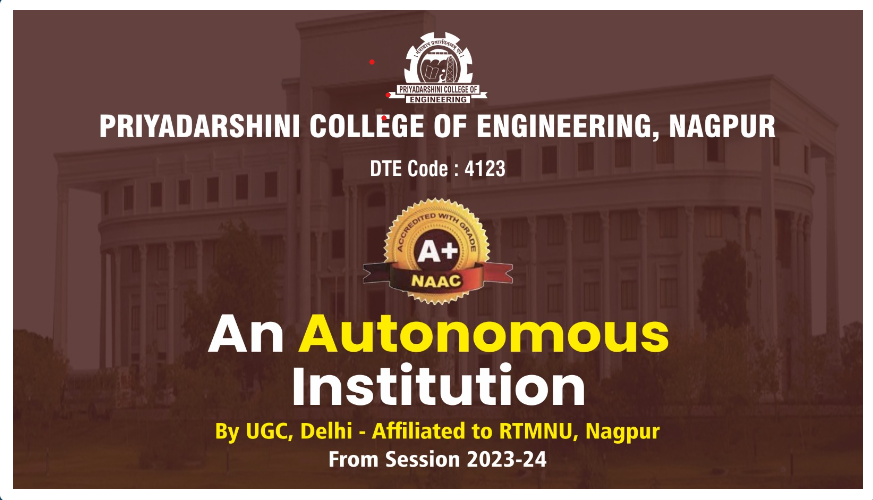 PRIYADARSHINI COLLEGE OF
ENGINEERING
PRIYADARSHINI COLLEGE OF ENGINEERING, NAGPUR
DTE Code : 4123
ACCREDITED WITH GRADE
A+
NAAC
An Autonomous
Institution
By UGC, Delhi - Affiliated to RTMNU, Nagpur
From Session 2023-24